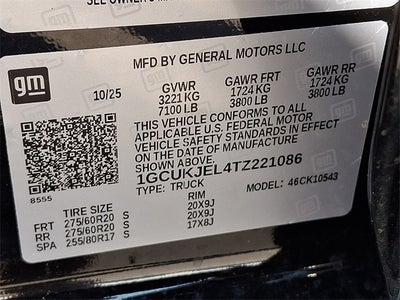 SEE OWNER'S
MFD BY GENERAL MOTORS LLC
gm
10/25
GVWR GAWR FRT GAWR RR
3221 KG 1724 KG 1724 KG
7100 LB 3800 LB 3800 LB
THIS VEHICLE CONFORMS TO ALL
APPLICABLE U.S. FEDERAL MOTOR
VEHICLE SAFETY STANDARDS IN
EFFECT ON THE DATE OF MANUFACTURE
SHOWN ABOVE.
1GCUKJEL4TZ221086
TYPE: TRUCK MODEL: 46CK10543
8555
TIRE SIZE RIM
FRT 275/60R20 S 20X9J
RR 275/60R20 S 20X9J
SPA 255/80R17 S 17X8J